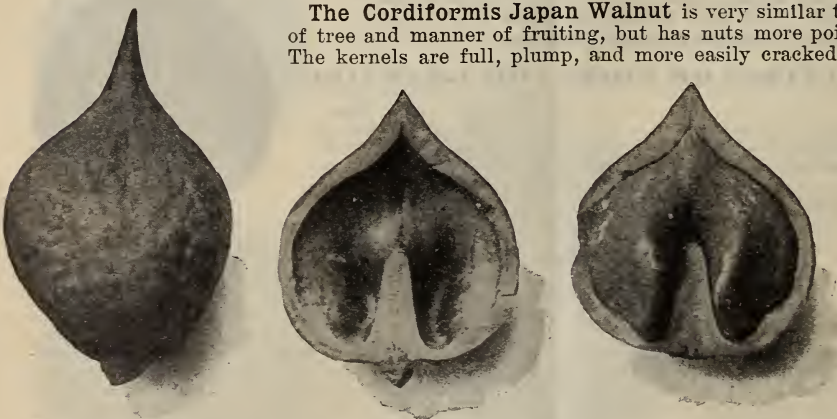 The Cordiformis Japan Walnut is very similar
of tree and manner of fruiting, but has nuts more
The kernels are full, plump, and more easily cracked